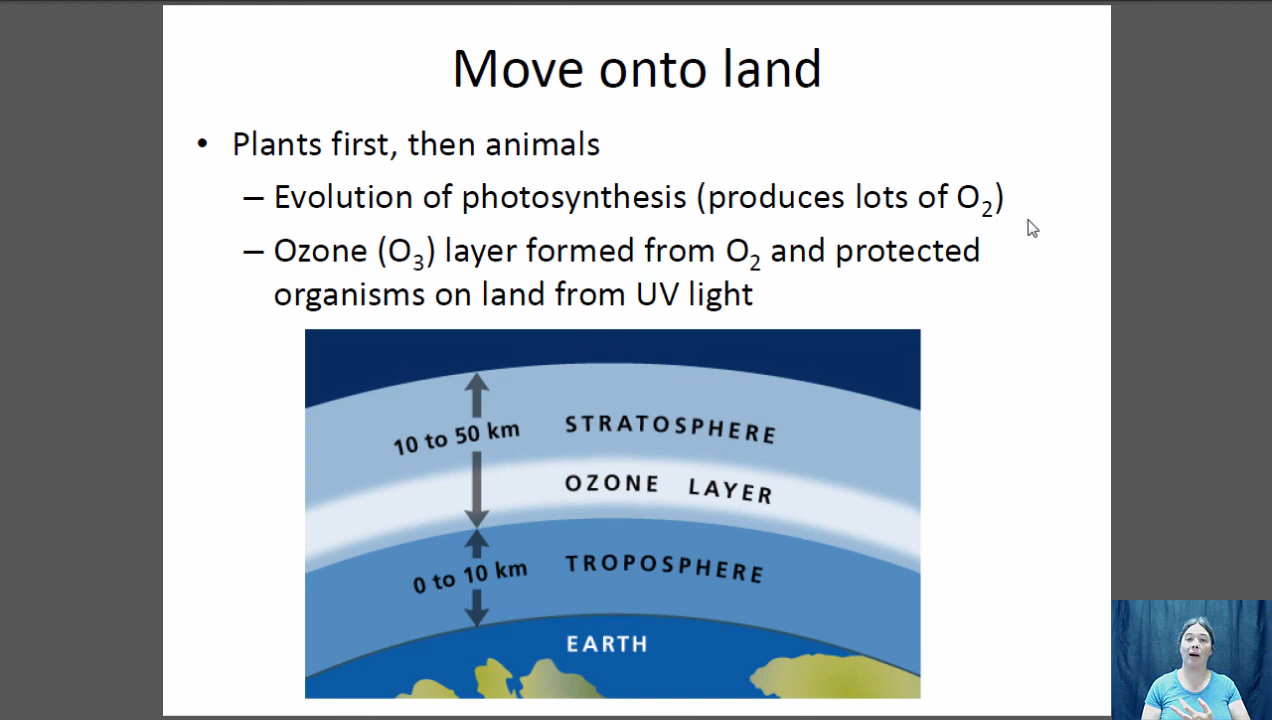 Move onto land
• Plants first, then animals
– Evolution of photosynthesis (produces lots of O₂)
– Ozone (O₃) layer formed from O₂ and protected
organisms on land from UV light
10 to 50 km STRATOSPHERE
OZONE LAYER
0 to 10 km TROPOSPHERE
EARTH